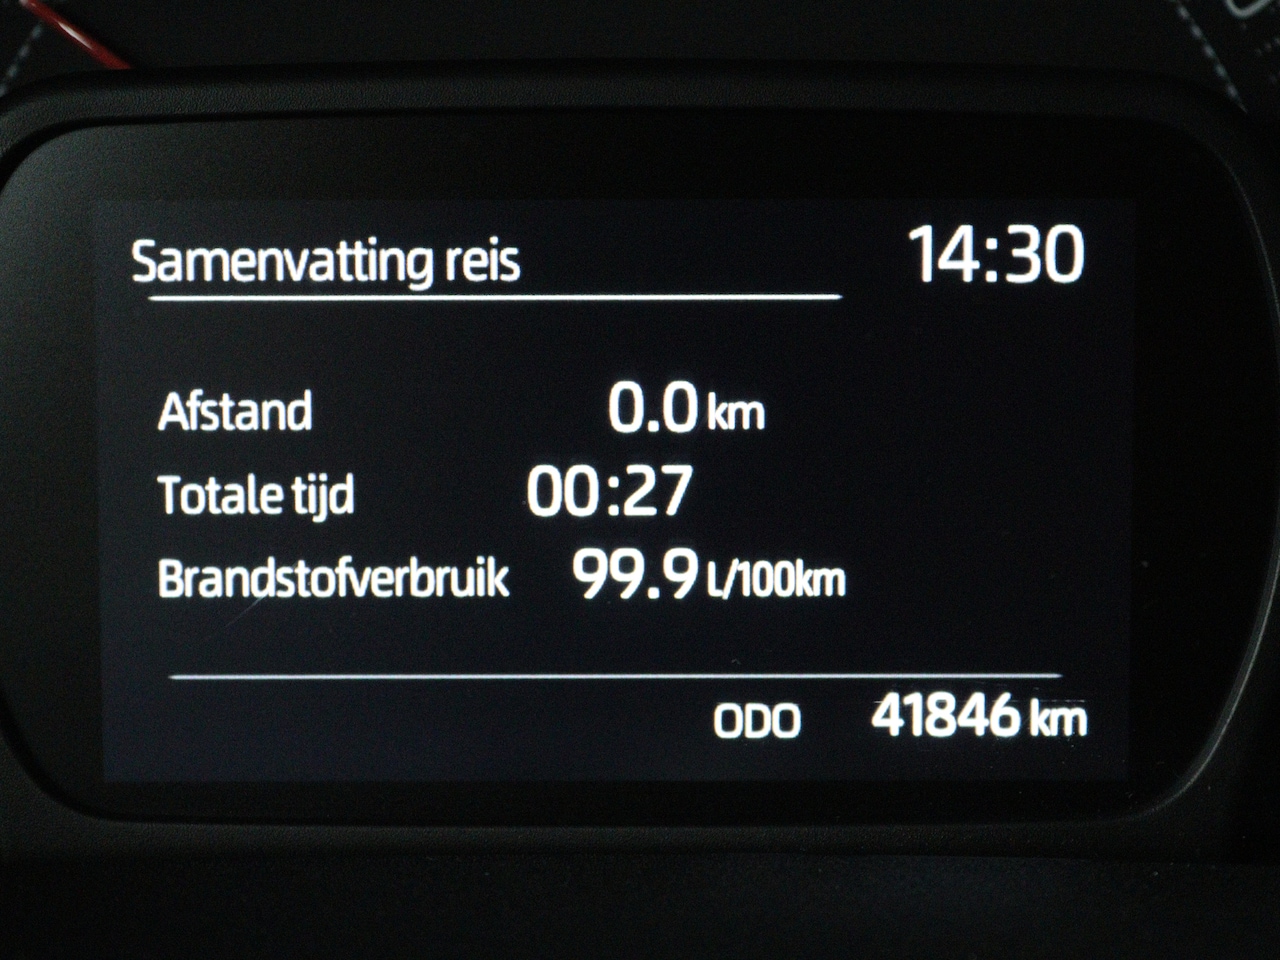 Samenvatting reis 14:30
Afstand 0.0 km
Totale tijd 00:27
Brandstofverbruik 99.9 L/100km
ODO 41846 km